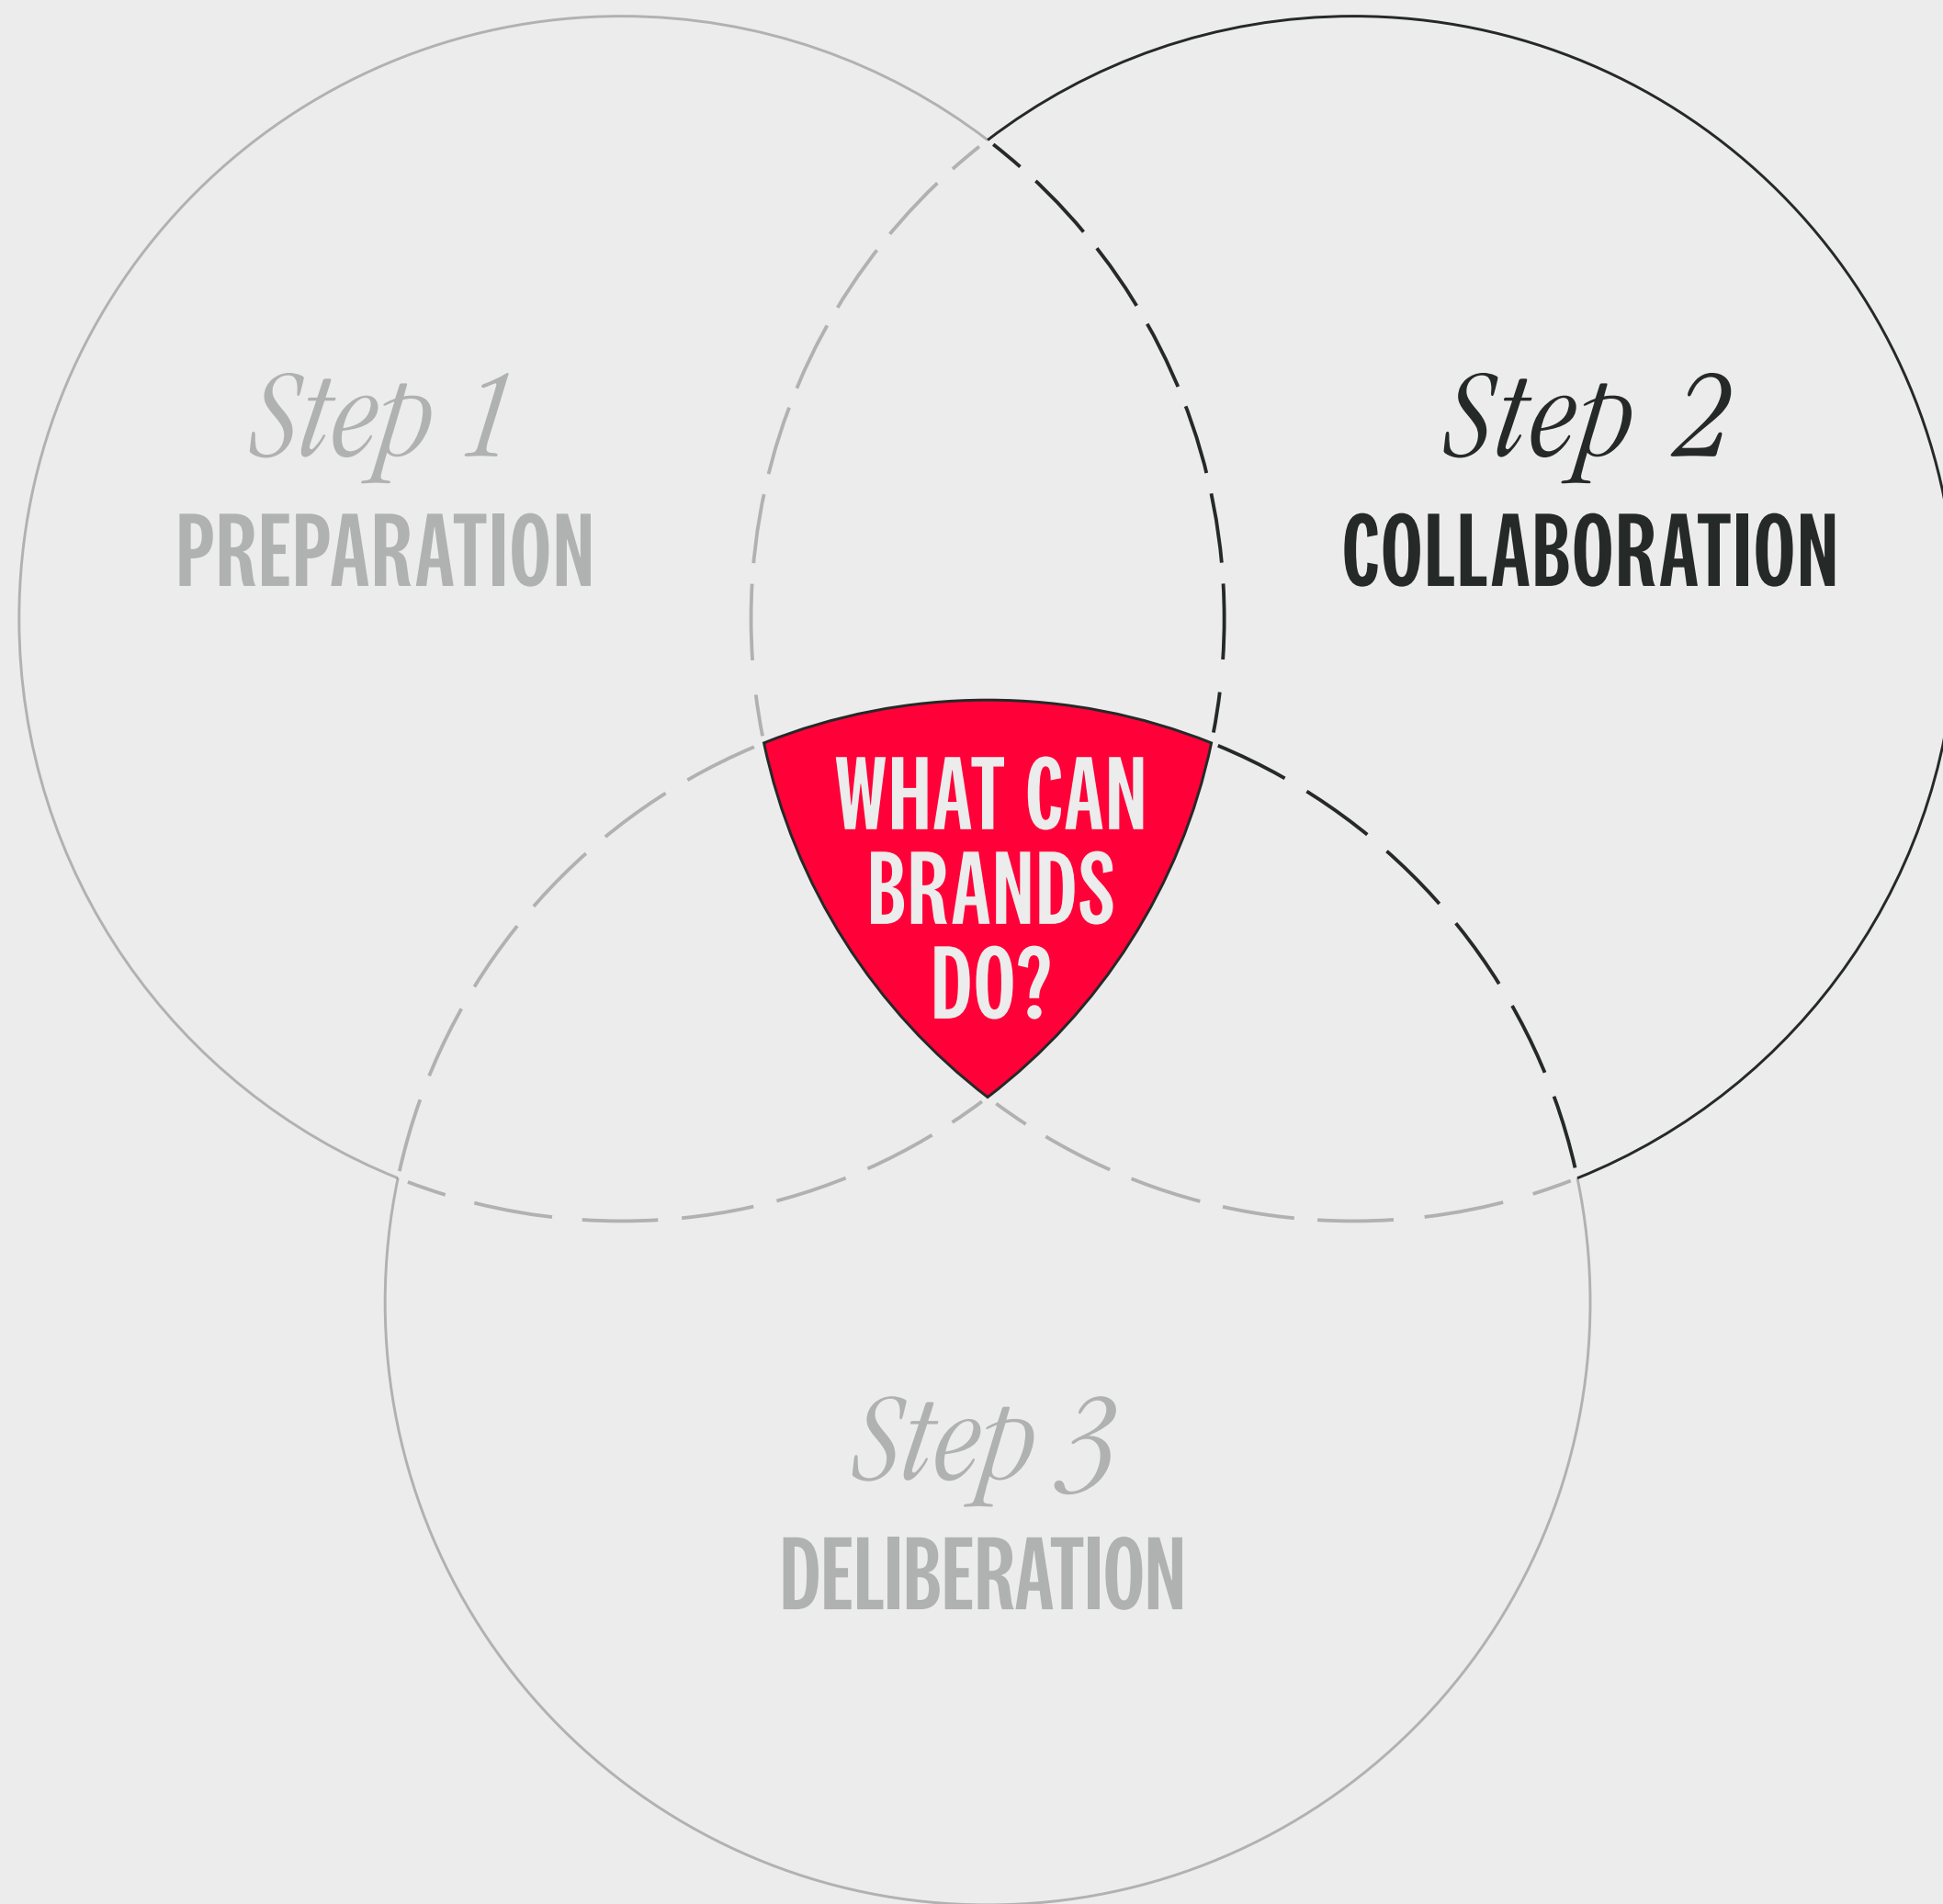 Step 1
PREPARATION
Step 2
COLLABORATION
WHAT CAN
BRANDS
DO?
Step 3
DELIBERATION